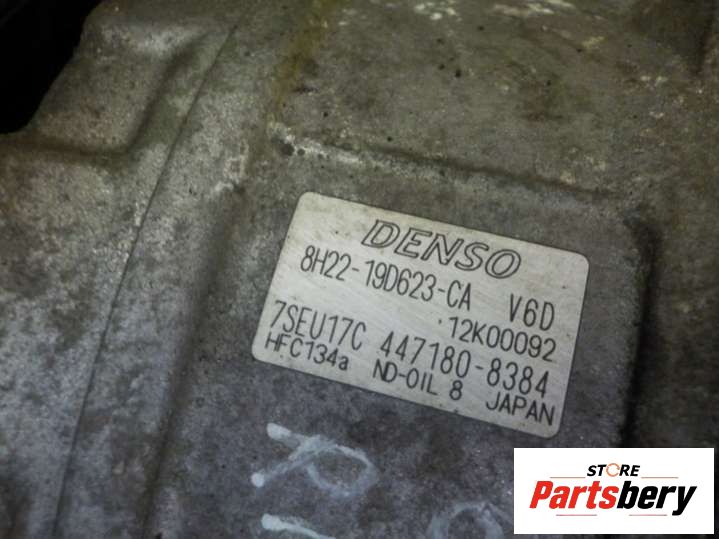 DENSO
8H22-19D623-CA V6D
12K00092
7SEU17C 447180-8384
HFC134a ND-OIL 8 JAPAN
STORE
Partsbery